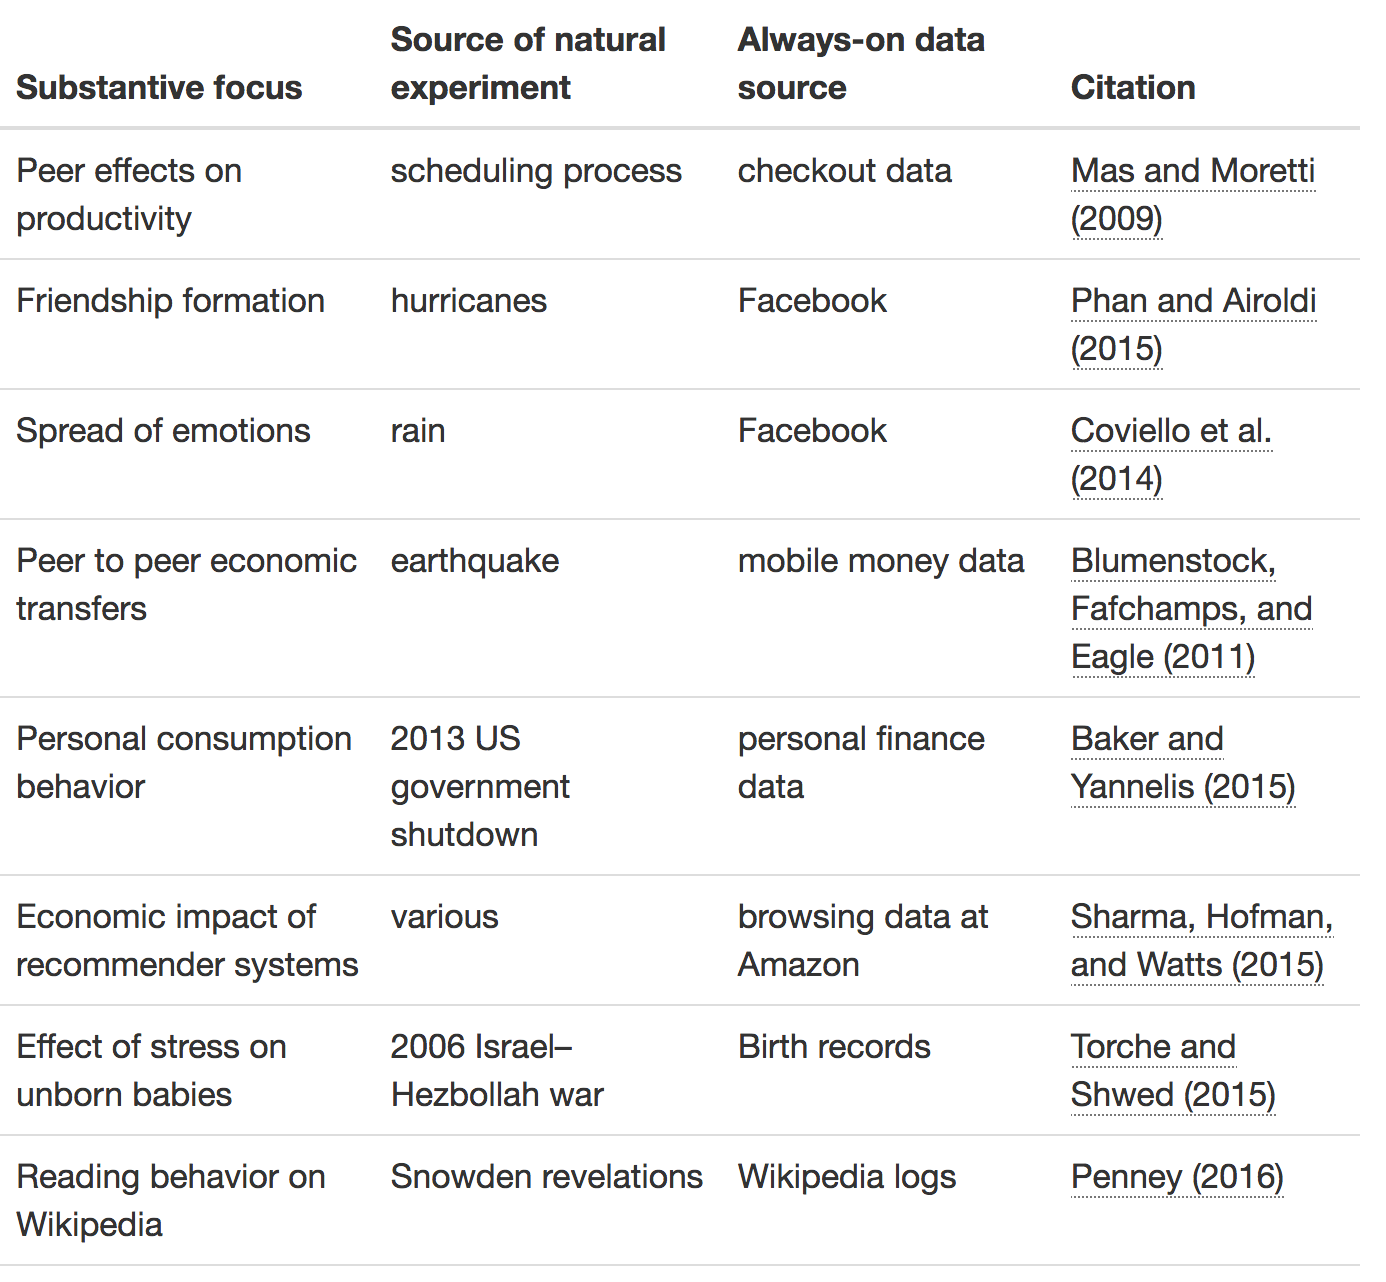 Substantive focus
Source of natural
experiment
Always-on data
source
Citation
Peer effects on
productivity
scheduling process
checkout data
Mas and Moretti
(2009)
Friendship formation
hurricanes
Facebook
Phan and Airoldi
(2015)
Spread of emotions
rain
Facebook
Coviello et al.
(2014)
Peer to peer economic
transfers
earthquake
mobile money data
Blumenstock,
Fafchamps, and
Eagle (2011)
Personal consumption
behavior
2013 US
government
shutdown
personal finance
data
Baker and
Yannelis (2015)
Economic impact of
recommender systems
various
browsing data at
Amazon
Sharma, Hofman,
and Watts (2015)
Effect of stress on
unborn babies
2006 Israel–
Hezbollah war
Birth records
Torche and
Shwed (2015)
Reading behavior on
Wikipedia
Snowden revelations
Wikipedia logs
Penney (2016)